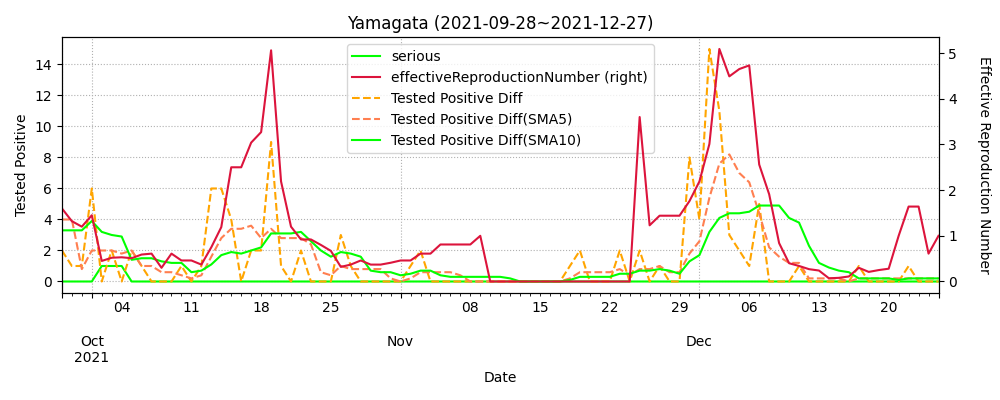 Yamagata (2021-09-28~2021-12-27)
serious
effectiveReproductionNumber (right)
Tested Positive Diff
Tested Positive Diff(SMA5)
Tested Positive Diff(SMA10)
Tested Positive
14
12
10
8
6
4
2
0
Effective Reproduction Number
5
4
3
2
1
0
04 11 18 25 08 15 22 29 06 13 20
Oct Nov Dec
2021
Date